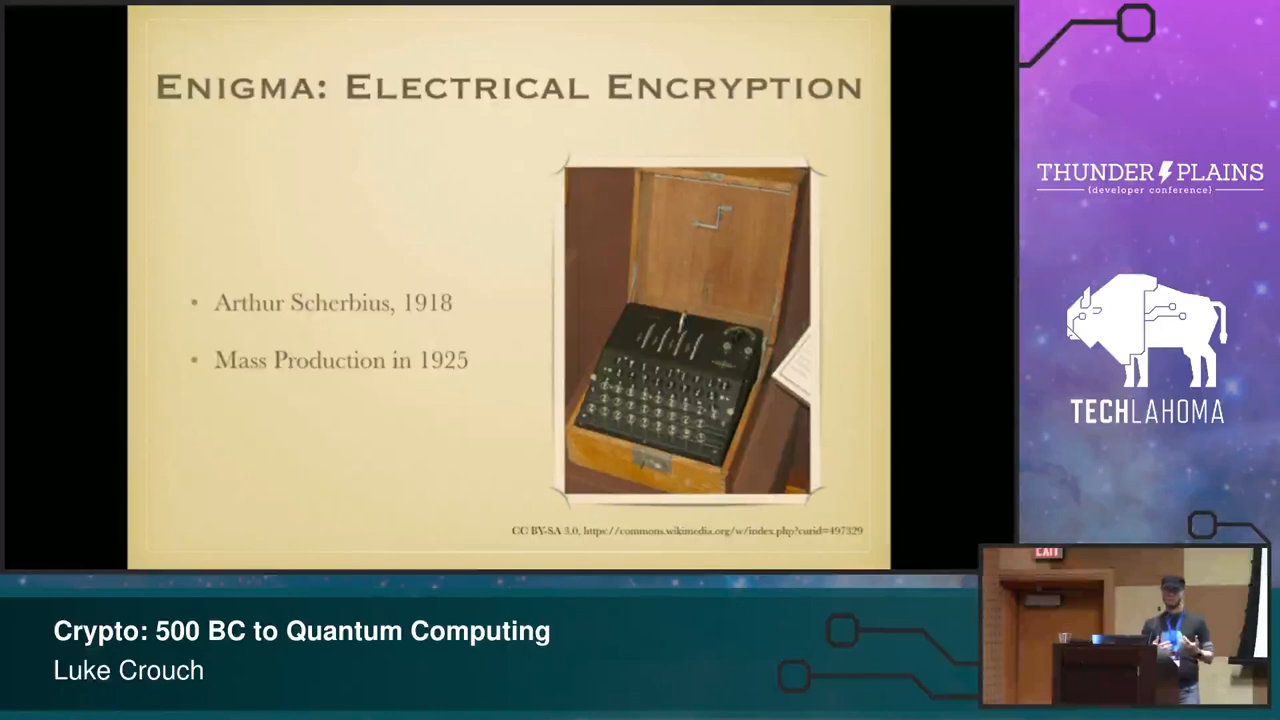 ENIGMA: ELECTRICAL ENCRYPTION
• Arthur Scherbius, 1918
• Mass Production in 1925
CC BY-SA 3.0, https://commons.wikimedia.org/w/index.php?curid=497329
THUNDER PLAINS
{developer conference}
TECHLAHOMA
EXIT
Crypto: 500 BC to Quantum Computing
Luke Crouch